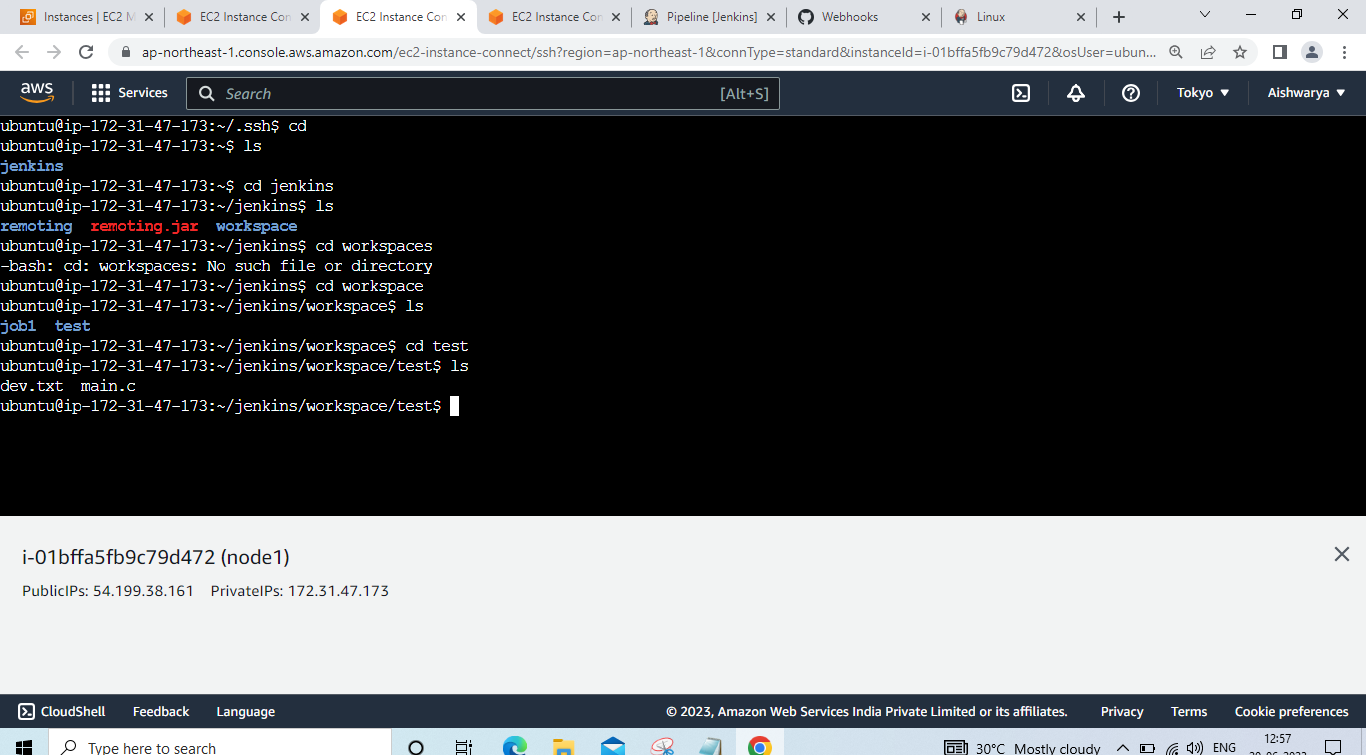 Instances | EC2 M
EC2 Instance Con
EC2 Instance Con
EC2 Instance Con
Pipeline [Jenkins]
Webhooks
Linux
ap-northeast-1.console.aws.amazon.com/ec2-instance-connect/ssh?region=ap-northeast-1&connType=standard&instanceId=i-01bffa5fb9c79d472&osUser=ubun...
aws Services Search [Alt+S] Tokyo Aishwarya
ubuntu@ip-172-31-47-173:~/.ssh$ cd
ubuntu@ip-172-31-47-173:~$ ls
jenkins
ubuntu@ip-172-31-47-173:~$ cd jenkins
ubuntu@ip-172-31-47-173:~/jenkins$ ls
remoting remoting.jar workspace
ubuntu@ip-172-31-47-173:~/jenkins$ cd workspaces
-bash: cd: workspaces: No such file or directory
ubuntu@ip-172-31-47-173:~/jenkins$ cd workspace
ubuntu@ip-172-31-47-173:~/jenkins/workspace$ ls
job1 test
ubuntu@ip-172-31-47-173:~/jenkins/workspace$ cd test
ubuntu@ip-172-31-47-173:~/jenkins/workspace/test$ ls
dev.txt main.c
ubuntu@ip-172-31-47-173:~/jenkins/workspace/test$
i-01bffa5fb9c79d472 (node1)
PublicIPs: 54.199.38.161 PrivateIPs: 172.31.47.173
CloudShell Feedback Language © 2023, Amazon Web Services India Private Limited or its affiliates. Privacy Terms Cookie preferences
Type here to search 30°C Mostly cloudy ENG 12:57